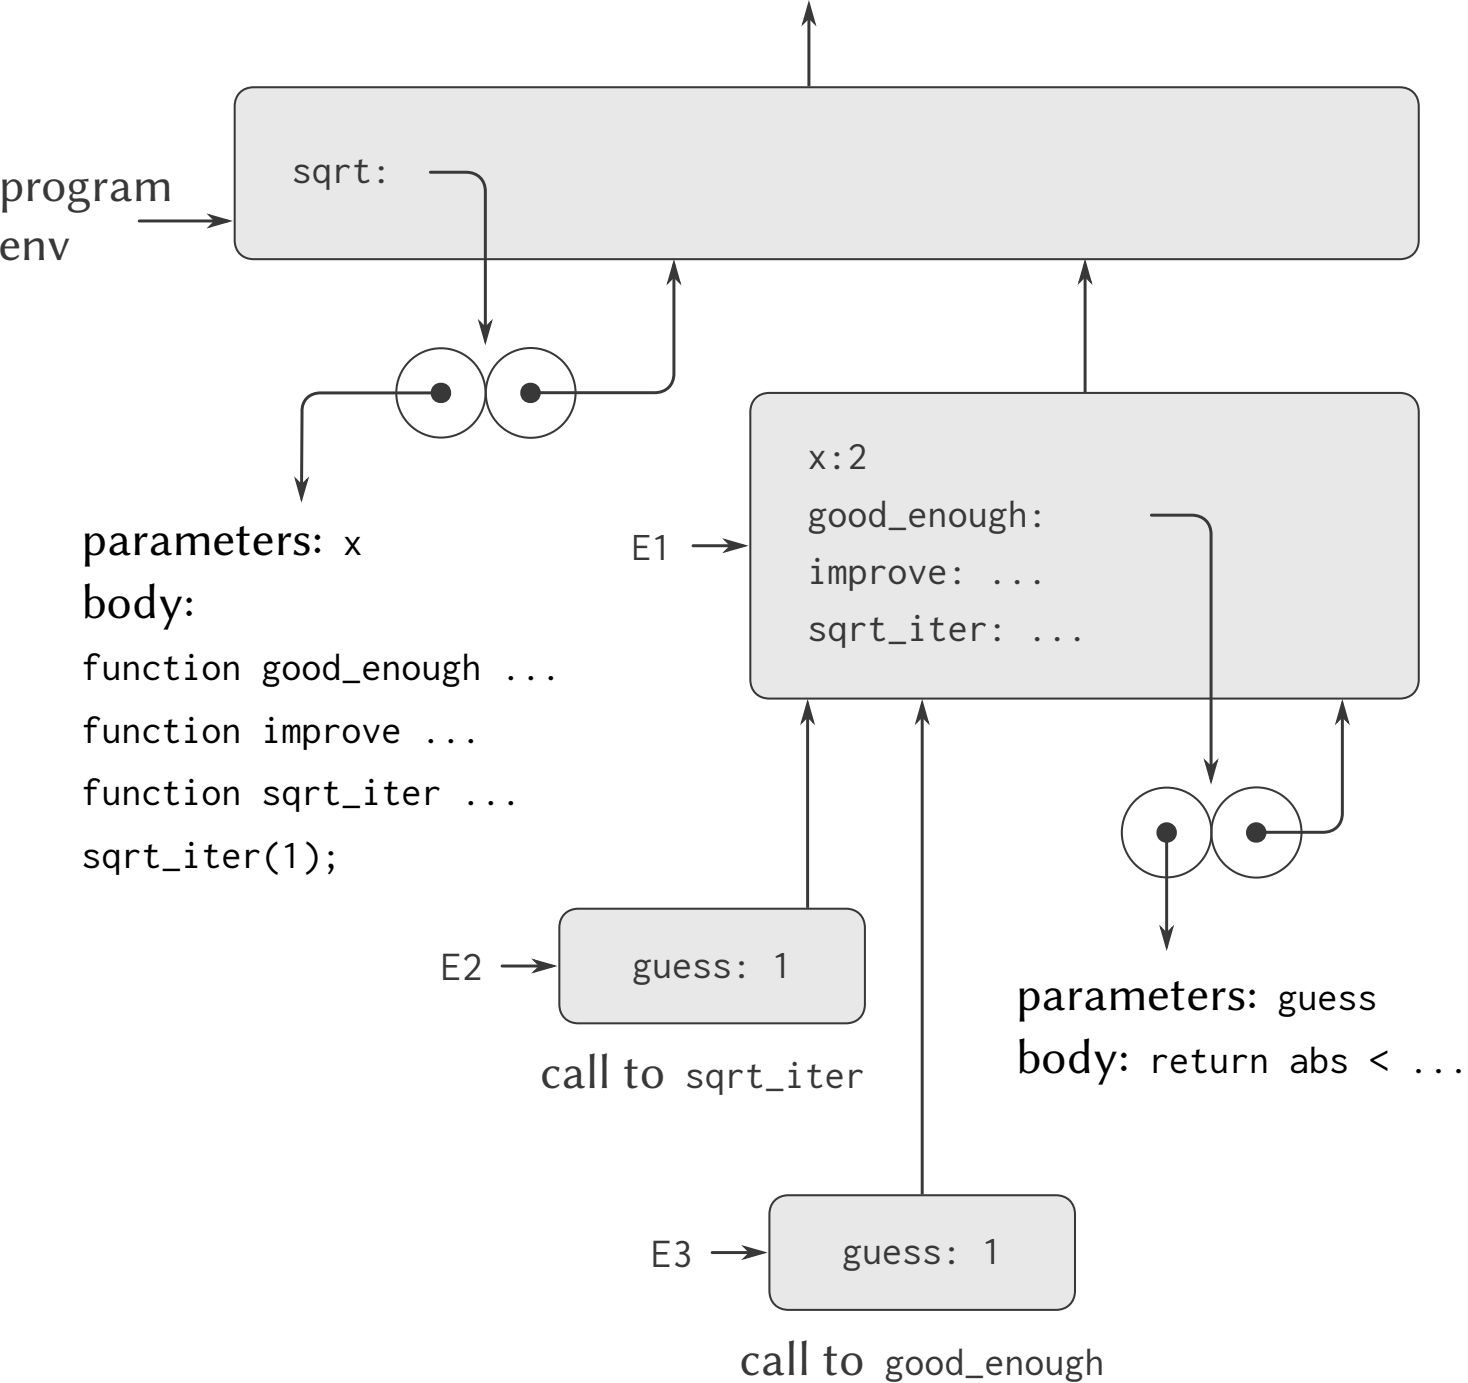 sqrt:
program
env
parameters: x
body:
function good_enough ...
function improve ...
function sqrt_iter ...
sqrt_iter(1);
E1
x:2
good_enough:
improve: ...
sqrt_iter: ...
E2
guess: 1
call to sqrt_iter
parameters: guess
body: return abs < ...
E3
guess: 1
call to good_enough